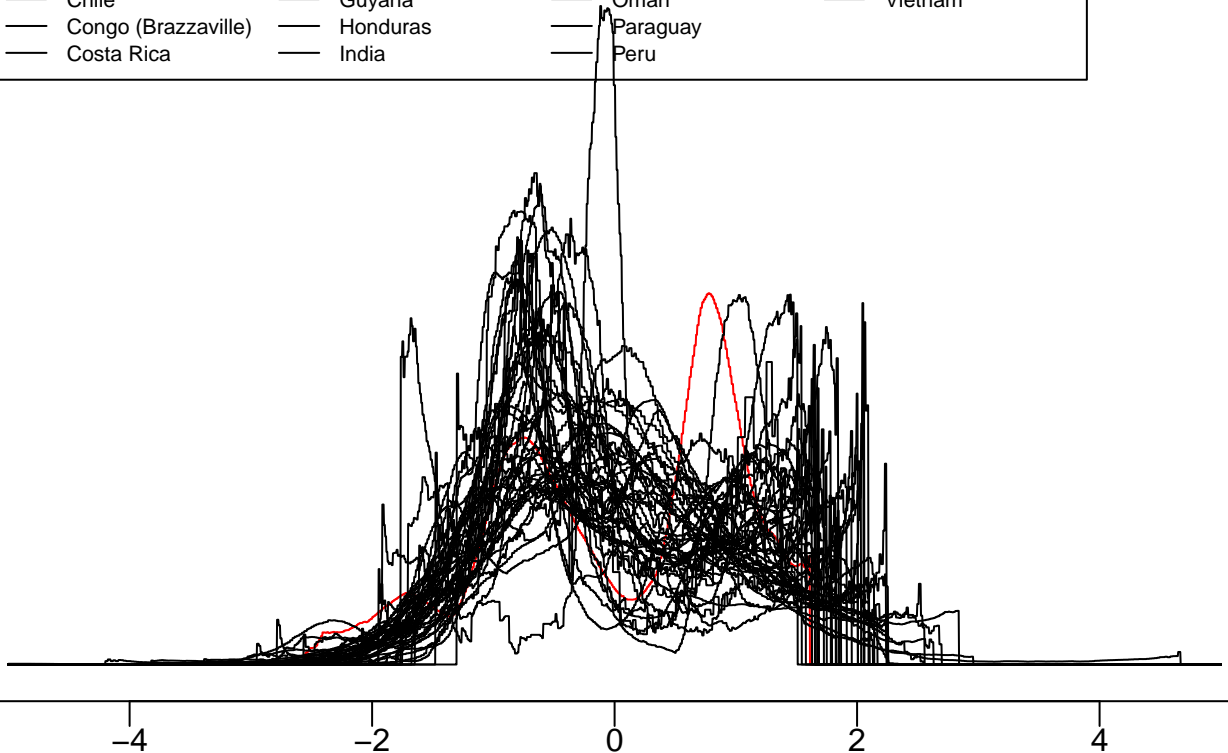 Chile Guyana Oman Vietnam
Congo (Brazzaville) Honduras Paraguay
Costa Rica India Peru
−4 −2 0 2 4